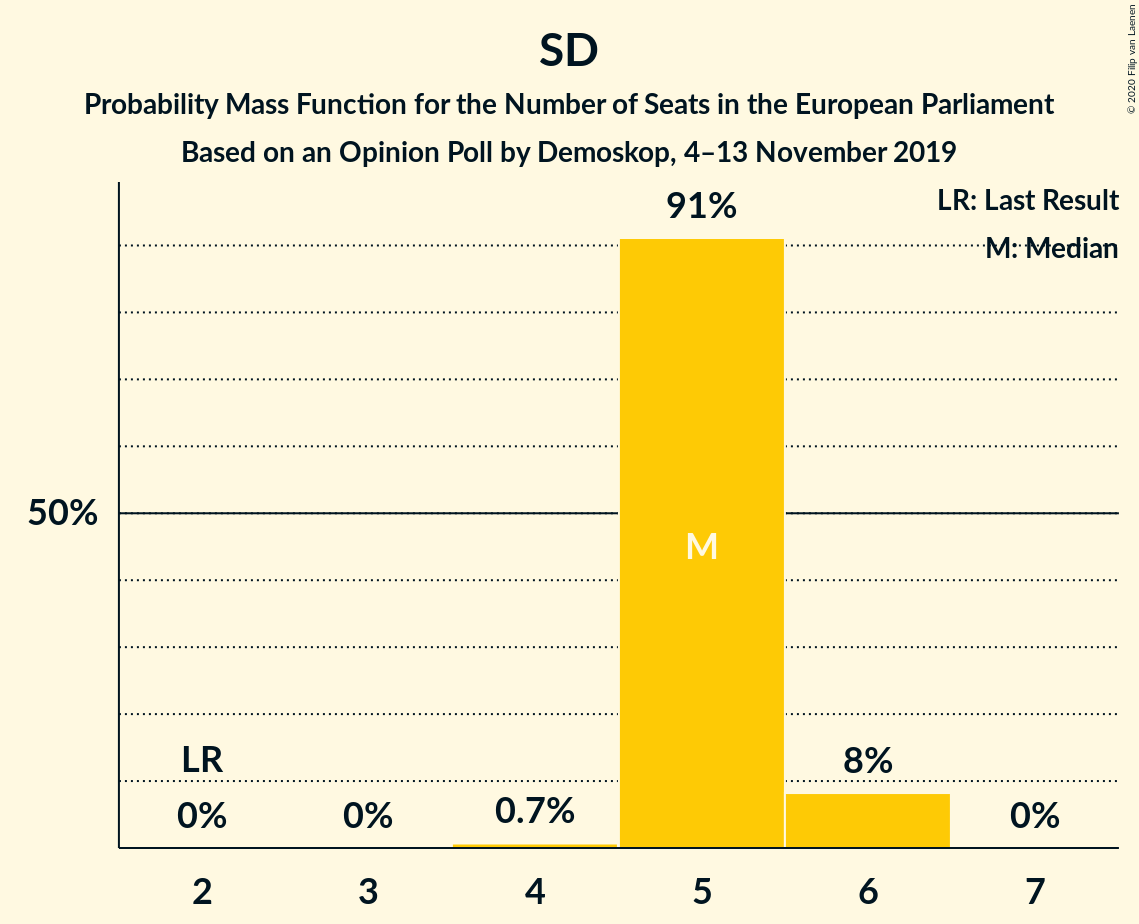 SD
Probability Mass Function for the Number of Seats in the European Parliament
Based on an Opinion Poll by Demoskop, 4–13 November 2019
© 2020 Filip van Laenen
LR: Last Result
M: Median
91%
50%
M
LR
0%
0%
0.7%
8%
0%
2 3 4 5 6 7